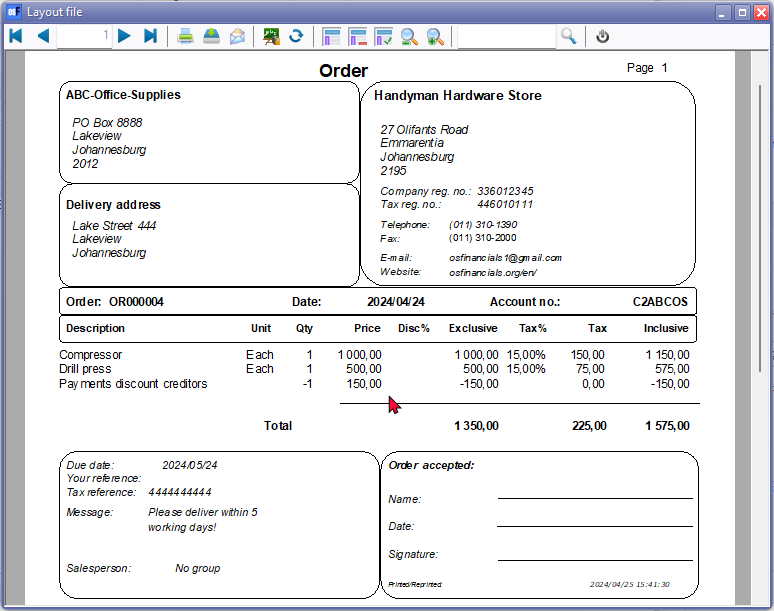 Layout file
1
Order
Page 1
ABC-Office-Supplies
PO Box 8888
Lakeview
Johannesburg
2012
Handyman Hardware Store
27 Olifants Road
Emmarentia
Johannesburg
2195
Company reg. no.: 336012345
Tax reg. no.: 446010111
Telephone: (011) 310-1390
Fax: (011) 310-2000
E-mail: osfinancials1@gmail.com
Website: osfinancials.org/en/
Delivery address
Lake Street 444
Lakeview
Johannesburg
Order: OR000004 Date: 2024/04/24 Account no.: C2ABCOS
Description Unit Qty Price Disc% Exclusive Tax% Tax Inclusive
Compressor Each 1 1 000,00 1 000,00 15,00% 150,00 1 150,00
Drill press Each 1 500,00 500,00 15,00% 75,00 575,00
Payments discount creditors -1 150,00 -150,00 0,00 -150,00
Total 1 350,00 225,00 1 575,00
Due date: 2024/05/24
Your reference:
Tax reference: 4444444444
Message: Please deliver within 5
working days!
Salesperson: No group
Order accepted:
Name:
Date:
Signature:
Printed/Reprinted: 2024/04/25 15:41:30